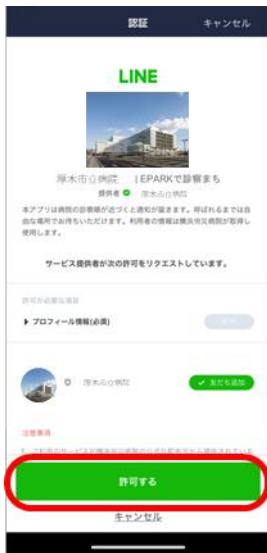 認証
キャンセル
LINE
厚木市立病院 | EPARKで診察まち
提供者 厚木市立病院
本アプリは病院の診察順が近づくと通知が届きます。呼ばれるまでは自
由な場所でお待ちいただけます。利用者の情報は横浜労災病院が取得し
使用します。
サービス提供者が次の許可をリクエストしています。
許可が必要な項目
▶ プロフィール情報(必須)
厚木市立病院
✓ 友だち追加
注意事項
許可する
キャンセル